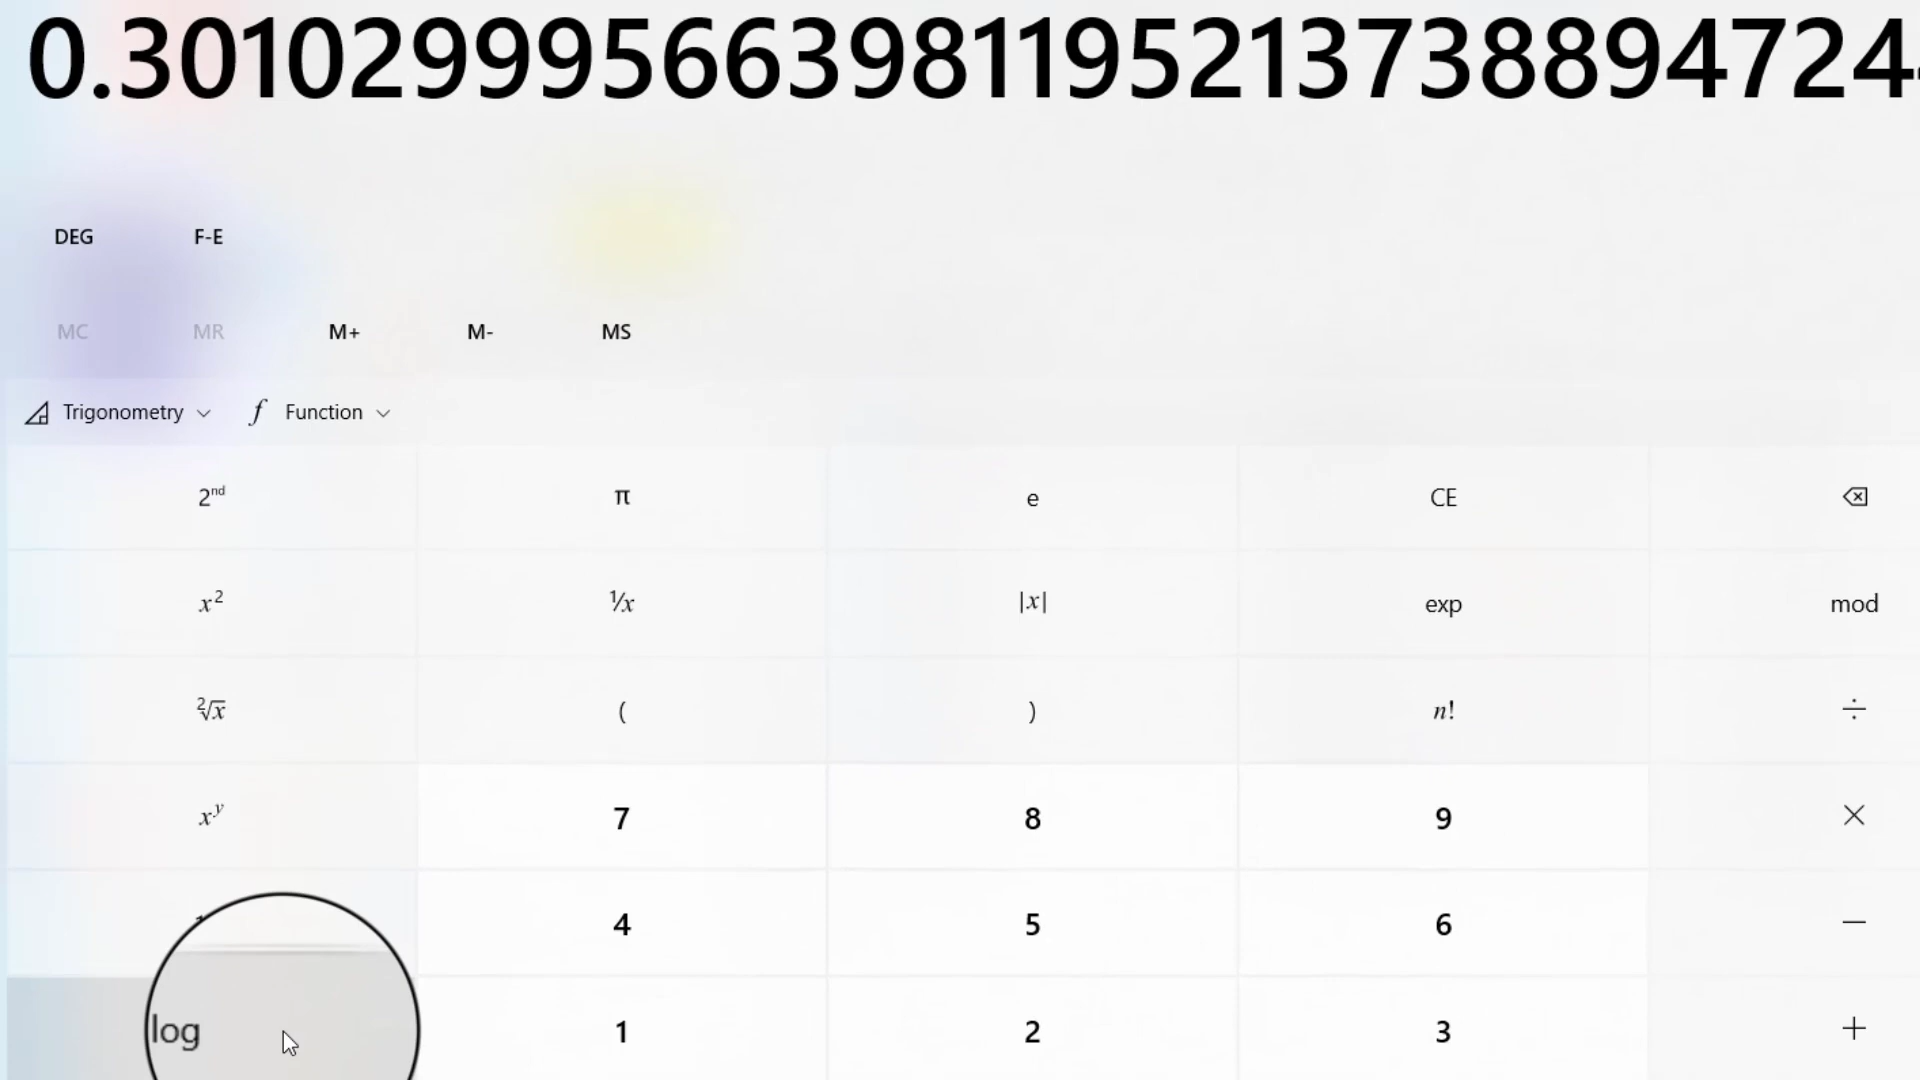 0.3010299956639811952137388947244
DEG F-E
MC MR M+ M- MS
Trigonometry f Function
2nd π e CE
x² ¹⁄x |x| exp mod
²√x ( ) n! ÷
xʸ 7 8 9 ×
4 5 6 −
log 1 2 3 +